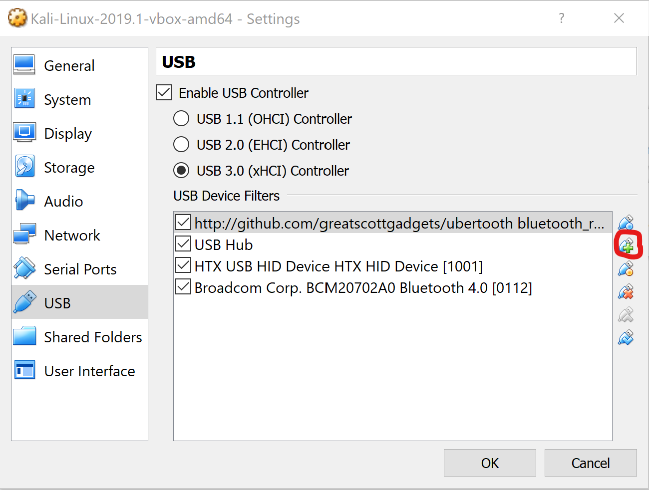 Kali-Linux-2019.1-vbox-amd64 - Settings
?
General
System
Display
Storage
Audio
Network
Serial Ports
USB
Shared Folders
User Interface
USB
Enable USB Controller
USB 1.1 (OHCI) Controller
USB 2.0 (EHCI) Controller
USB 3.0 (xHCI) Controller
USB Device Filters
http://github.com/greatscottgadgets/ubertooth bluetooth_r...
USB Hub
HTX USB HID Device HTX HID Device [1001]
Broadcom Corp. BCM20702A0 Bluetooth 4.0 [0112]
OK
Cancel